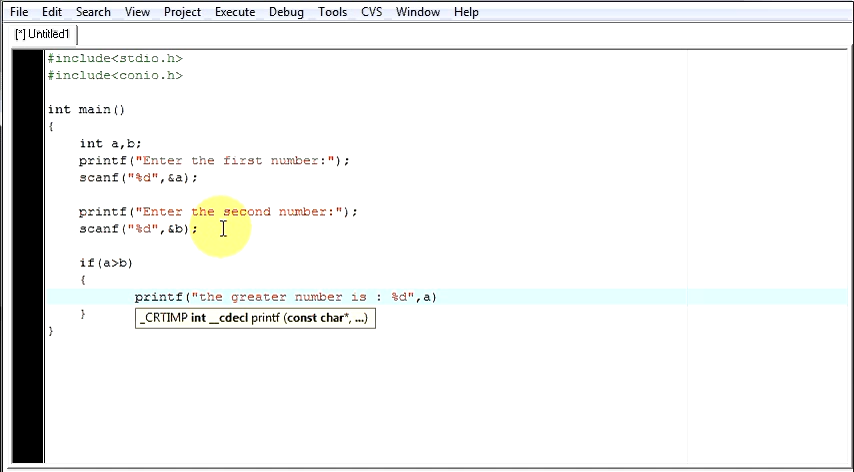 File Edit Search View Project Execute Debug Tools CVS Window Help
[*] Untitled1
#include<stdio.h>
#include<conio.h>
int main()
{
int a,b;
printf("Enter the first number:");
scanf("%d",&a);
printf("Enter the second number:");
scanf("%d",&b);
if(a>b)
{
printf("the greater number is : %d",a)
}
_CRTIMP int __cdecl printf (const char*, ...)
}